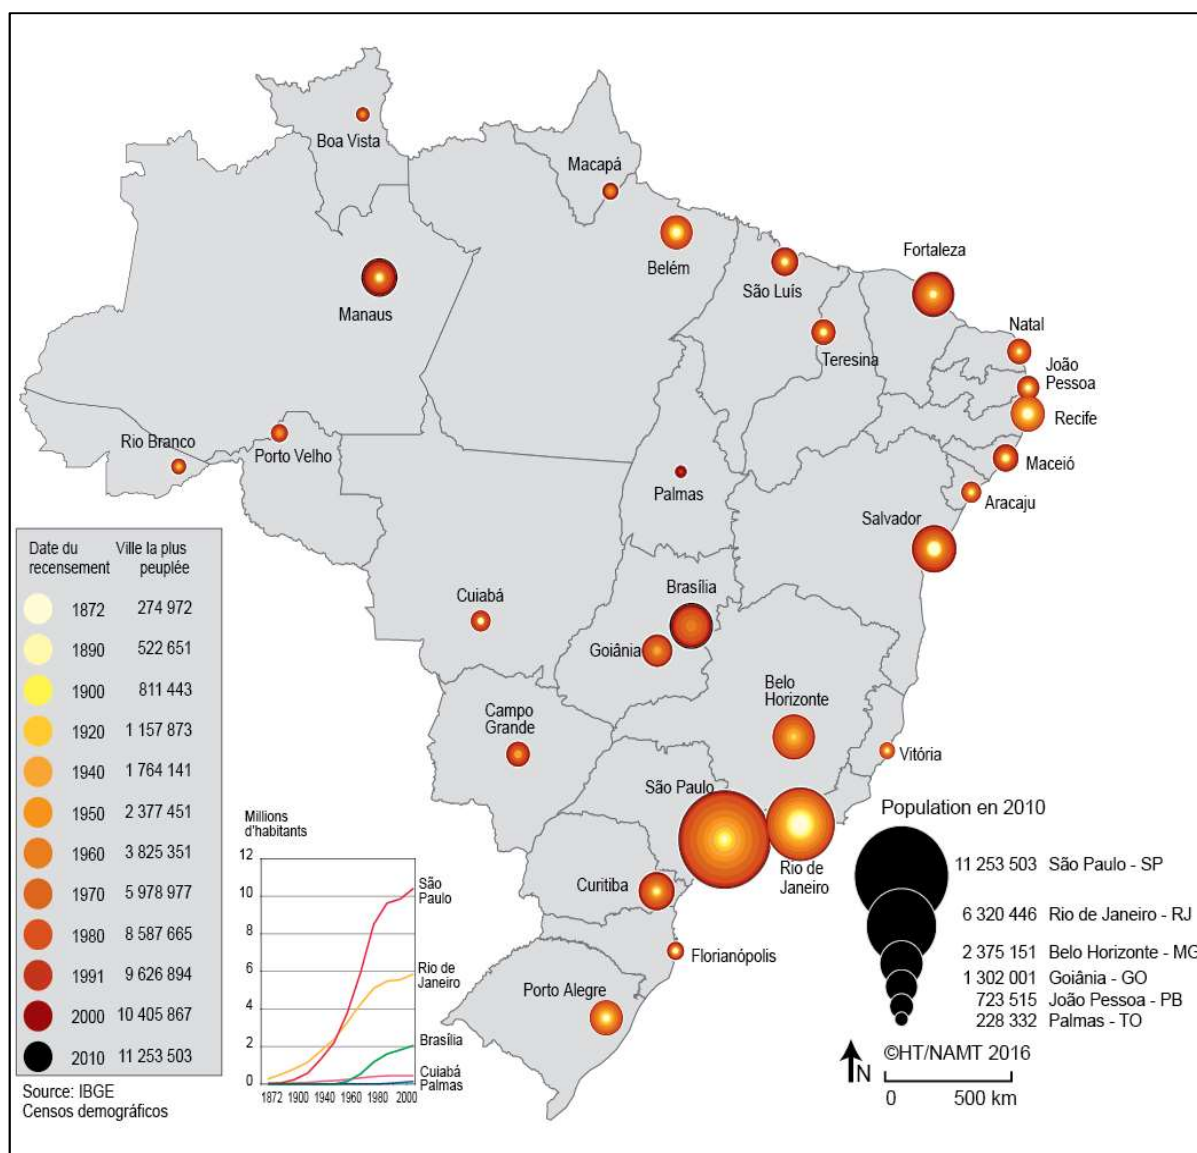 Boa Vista
Macapá
Belém
São Luís
Fortaleza
Manaus
Teresina
Natal
João
Pessoa
Recife
Rio Branco
Porto Velho
Palmas
Maceió
Aracaju
Salvador
Cuiabá
Brasília
Goiânia
Belo
Horizonte
Campo
Grande
Vitória
São Paulo
Rio de
Janeiro
Curitiba
Florianópolis
Porto Alegre
Date du recensement Ville la plus peuplée
1872 274 972
1890 522 651
1900 811 443
1920 1 157 873
1940 1 764 141
1950 2 377 451
1960 3 825 351
1970 5 978 977
1980 8 587 665
1991 9 626 894
2000 10 405 867
2010 11 253 503
Source: IBGE
Censos demográficos
Millions
d'habitants
12
10
8
6
4
2
0
1872 1900 1940 1960 1980 2000
São
Paulo
Rio de
Janeiro
Brasília
Cuiabá
Palmas
Population en 2010
11 253 503 São Paulo - SP
6 320 446 Rio de Janeiro - RJ
2 375 151 Belo Horizonte - MG
1 302 001 Goiânia - GO
723 515 João Pessoa - PB
228 332 Palmas - TO
©HT/NAMT 2016
N
0 500 km